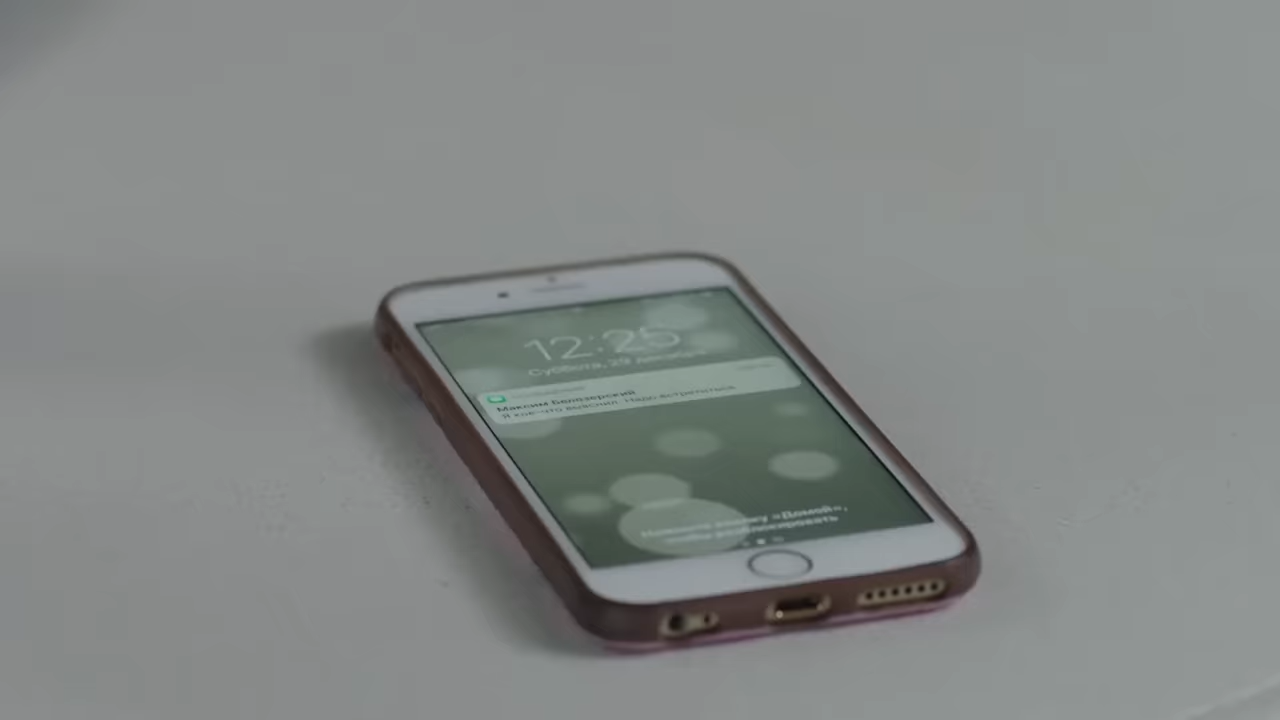 12:25
Суббота, 29 декабря
Максим Белозерский
Я кое-что выяснил. Надо встретиться
Нажмите кнопку «Домой»,
чтобы разблокировать